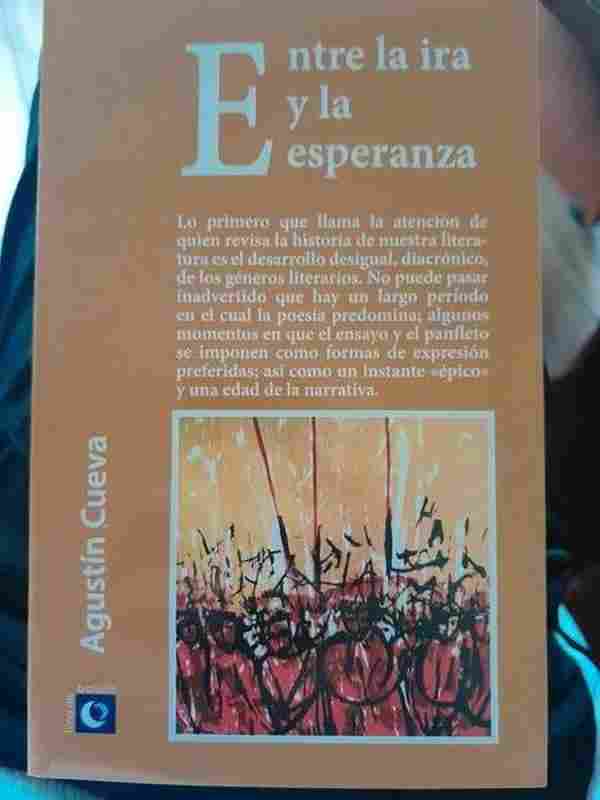 Entre la ira
y la
esperanza
Lo primero que llama la atención de
quien revisa la historia de nuestra litera-
tura es el desarrollo desigual, diacrónico,
de los géneros literarios. No puede pasar
inadvertido que hay un largo período
en el cual la poesía predomina; algunos
momentos en que el ensayo y el panfleto
se imponen como formas de expresión
preferidas; así como un instante «épico»
y una edad de la narrativa.
Agustín Cueva